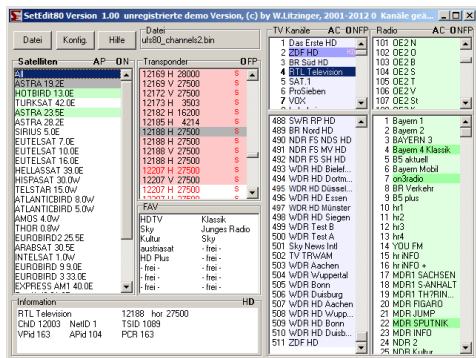 SetEdit80 Version 1.00 unregistrierte demo Version, (c) by W.Litzinger, 2001-2012 0 Kanäle geä...
Datei
Konfig.
Hilfe
Datei
ufs80_channels2.bin
Satelliten AP ON
All
ASTRA 19.2E
HOTBIRD 13.0E
TURKSAT 42.0E
ASTRA 23.5E
ASTRA 28.2E
SIRIUS 5.0E
EUTELSAT 7.0E
EUTELSAT 10.0E
EUTELSAT 16.0E
HELLASSAT 39.0E
HISPASAT 30.0W
TELSTAR 15.0W
ATLANTICBIRD 8.0W
ATLANTICBIRD 5.0W
AMOS 4.0W
THOR 0.8W
EUROBIRD2 25.5E
ARABSAT 30.5E
INTELSAT 1.0W
EUROBIRD 9 9.0E
EUROBIRD 3 33.0E
EXPRESS AM1 40.0E
Transponder OFP
12169 H 28000 S
12169 V 27500 S
12172 V 27500 S
12173 H 3515 S
12182 H 16200 S
12185 H 4214 S
12188 H 27500 S
12188 H 27500 S
12188 V 27500 S
12188 H 27500 S
12207 H 27500 S
12207 V 27500 S
FAV
HDTV Klassik
Sky Junges Radio
Kultur Sky
austriasat - frei -
HD Plus - frei -
- frei - - frei -
- frei - - frei -
- frei - - frei -
Information HD
RTL Television 12188 hor 27500
ChID 12003 NetID 1 TSID 1089
VPid 163 APid 104 PCR 163
TV Kanäle AC ONFP
1 Das Erste HD
2 ZDF HD
3 BR Süd HD
4 RTL Television
5 SAT.1
6 ProSieben
7 VOX
488 SWR RP HD
489 BR Nord HD
490 NDR FS NDS HD
491 NDR FS MV HD
492 NDR FS SH HD
493 WDR HD Bielef...
494 WDR HD Dortm...
495 WDR HD Düssel...
496 WDR HD Essen
497 WDR HD Münster
498 WDR HD Siegen
499 WDR Test B
500 WDR Test A
501 Sky News Intl
502 TV TRWAM
503 WDR Aachen
504 WDR Wuppertal
505 WDR Bonn
506 WDR Duisburg
507 WDR HD Aachen
508 WDR HD Wupp...
509 WDR HD Bonn
510 WDR HD Duisb...
511 ZDF HD
Radio AC ONFP
101 OE2 N
102 OE2 B
103 OE2 K
104 OE2 S
105 OE2 T
106 OE2 V
107 OE2 St
1 Bayern 1
2 Bayern 2
3 BAYERN 3
4 Bayern 4 Klassik
5 B5 aktuell
6 Bayern Mobil
7 on3radio
8 BR Verkehr
9 B5 plus
10 hr1
11 hr2
12 hr3
13 hr4
14 YOU FM
15 hr iNFO
16 hr iNFO +
17 MDR1 SACHSEN
18 MDR1 S-ANHALT
19 MDR1 TH?RIN...
20 MDR FIGARO
21 MDR JUMP
22 MDR SPUTNIK
23 MDR INFO
24 NDR 2
25 NDR Kultur